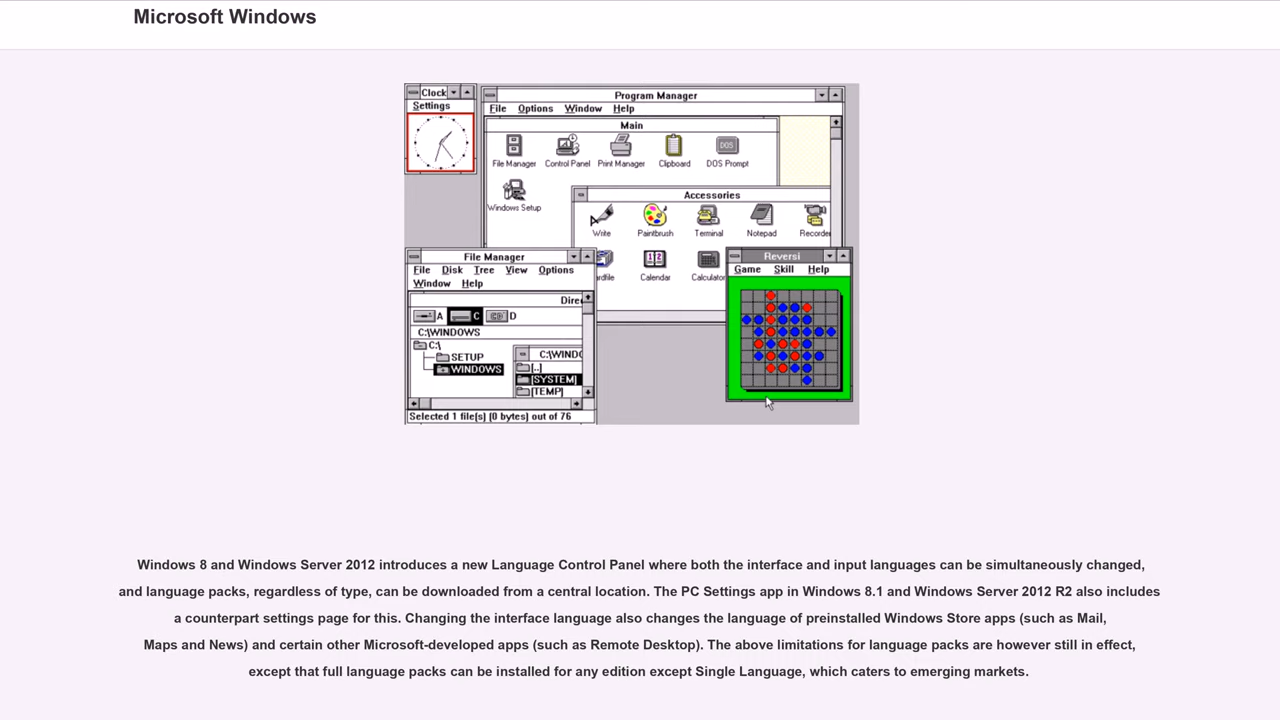 Microsoft Windows
Clock
Settings
Program Manager
File Options Window Help
Main
File Manager Control Panel Print Manager Clipboard DOS Prompt
Windows Setup
Accessories
Write Paintbrush Terminal Notepad Recorder
Calendar
File Manager
File Disk Tree View Options
Window Help
A C D
C:\WINDOWS
C:\
SETUP
WINDOWS
[..]
[SYSTEM]
[TEMP]
Selected 1 file(s) (0 bytes) out of 76
Reversi
Game Skill Help
Windows 8 and Windows Server 2012 introduces a new Language Control Panel where both the interface and input languages can be simultaneously changed,
and language packs, regardless of type, can be downloaded from a central location. The PC Settings app in Windows 8.1 and Windows Server 2012 R2 also includes
a counterpart settings page for this. Changing the interface language also changes the language of preinstalled Windows Store apps (such as Mail,
Maps and News) and certain other Microsoft-developed apps (such as Remote Desktop). The above limitations for language packs are however still in effect,
except that full language packs can be installed for any edition except Single Language, which caters to emerging markets.